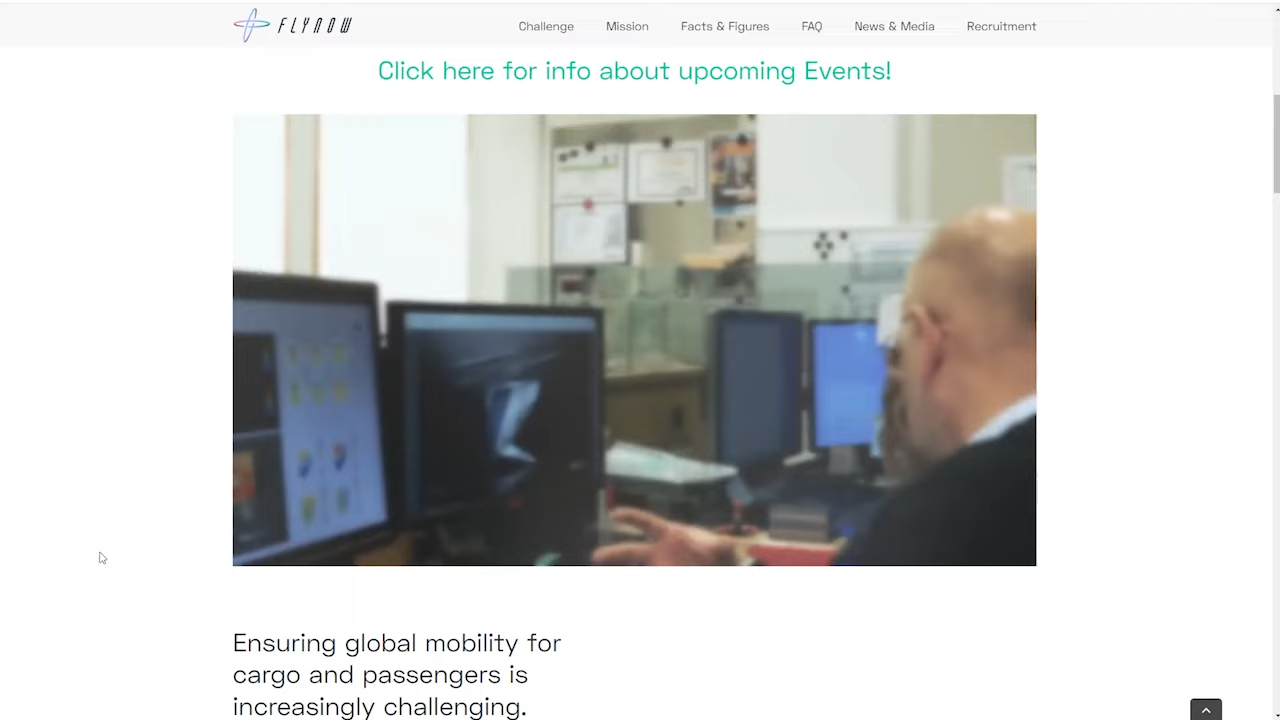 FLYNOW
Challenge Mission Facts & Figures FAQ News & Media Recruitment
Click here for info about upcoming Events!
Ensuring global mobility for
cargo and passengers is
increasingly challenging.